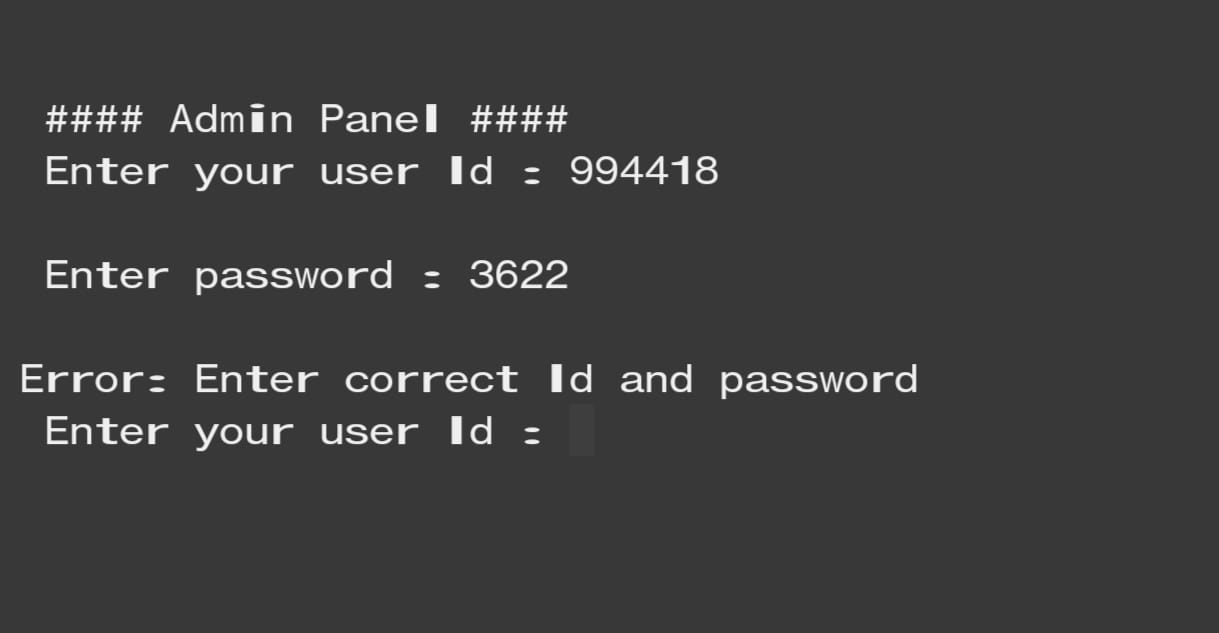 #### Admin Panel ####
Enter your user Id : 994418
Enter password : 3622
Error: Enter correct Id and password
Enter your user Id :